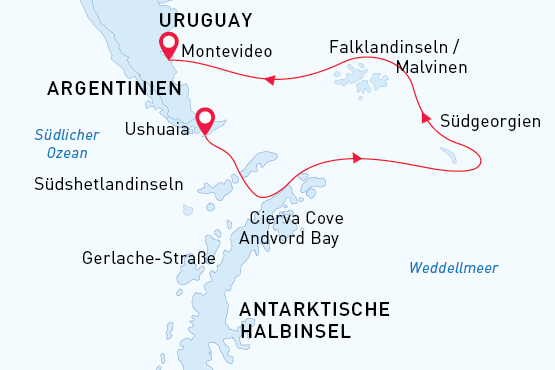 URUGUAY
Montevideo
Falklandinseln /
Malvinen
ARGENTINIEN
Südgeorgien
Ushuaia
Südlicher
Ozean
Südshetlandinseln
Cierva Cove
Andvord Bay
Gerlache-Straße
Weddellmeer
ANTARKTISCHE
HALBINSEL